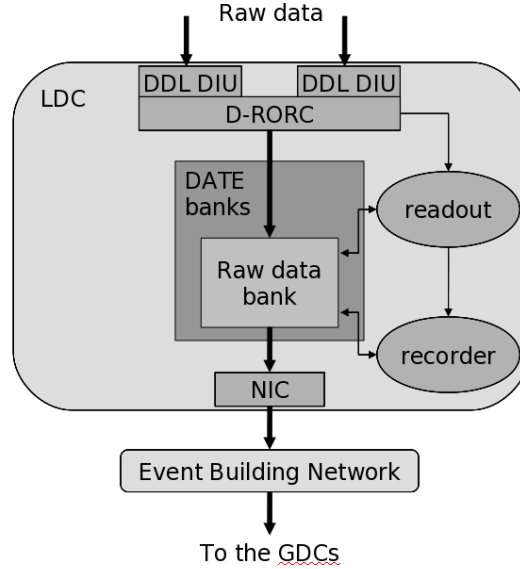 Raw data
DDL DIU
DDL DIU
LDC
D-RORC
DATE
banks
readout
Raw data
bank
recorder
NIC
Event Building Network
To the GDCs